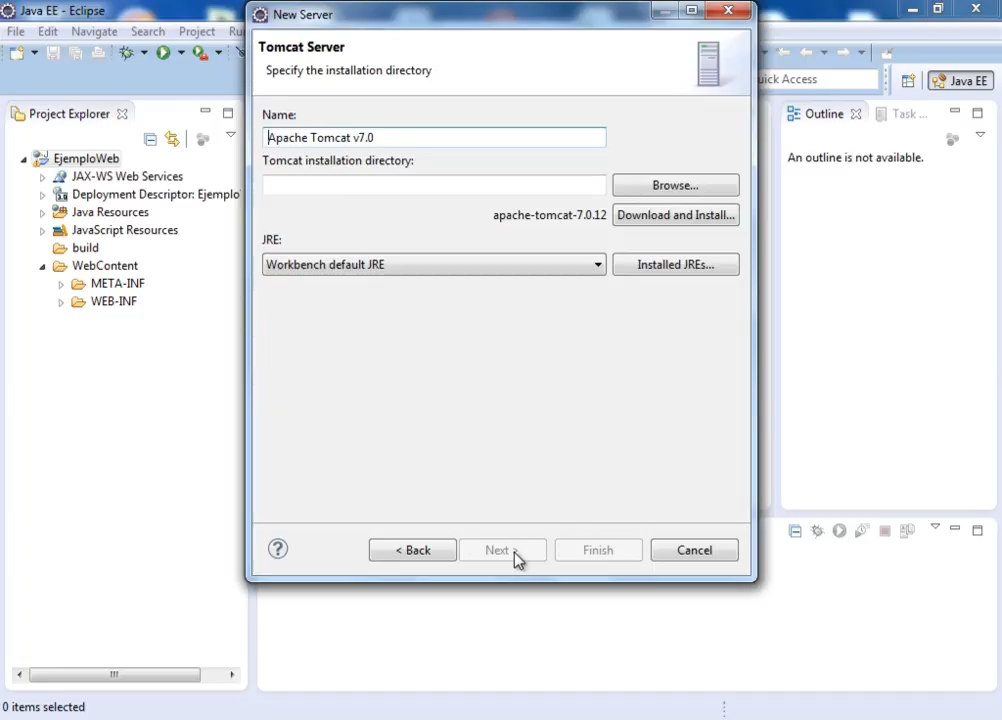 Java EE - Eclipse
File Edit Navigate Search Project Ru
uick Access
Java EE
Project Explorer
EjemploWeb
JAX-WS Web Services
Deployment Descriptor: Ejemplo
Java Resources
JavaScript Resources
build
WebContent
META-INF
WEB-INF
New Server
Tomcat Server
Specify the installation directory
Name:
Apache Tomcat v7.0
Tomcat installation directory:
Browse...
apache-tomcat-7.0.12 Download and Install...
JRE:
Workbench default JRE Installed JREs...
? < Back Next Finish Cancel
Outline Task ...
An outline is not available.
0 items selected